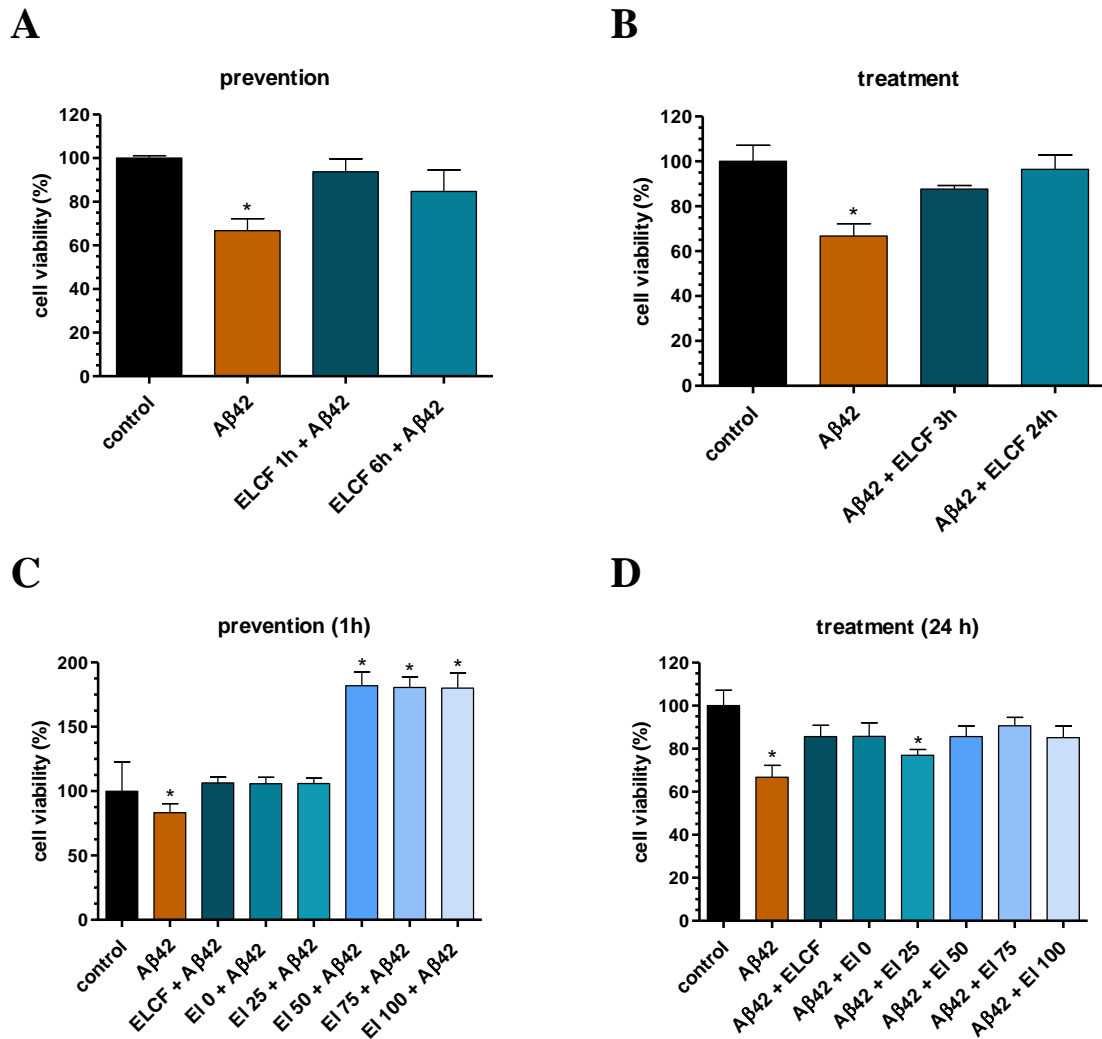 A
prevention
cell viability (%)
120
100
80
60
40
20
0
*
control
Aβ42
ELCF 1h + Aβ42
ELCF 6h + Aβ42
B
treatment
cell viability (%)
120
100
80
60
40
20
0
*
control
Aβ42
Aβ42 + ELCF 3h
Aβ42 + ELCF 24h
C
prevention (1h)
cell viability (%)
200
150
100
50
0
*
*
*
*
control
Aβ42
ELCF + Aβ42
El 0 + Aβ42
El 25 + Aβ42
El 50 + Aβ42
El 75 + Aβ42
El 100 + Aβ42
D
treatment (24 h)
cell viability (%)
120
100
80
60
40
20
0
*
*
control
Aβ42
Aβ42 + ELCF
Aβ42 + El 0
Aβ42 + El 25
Aβ42 + El 50
Aβ42 + El 75
Aβ42 + El 100